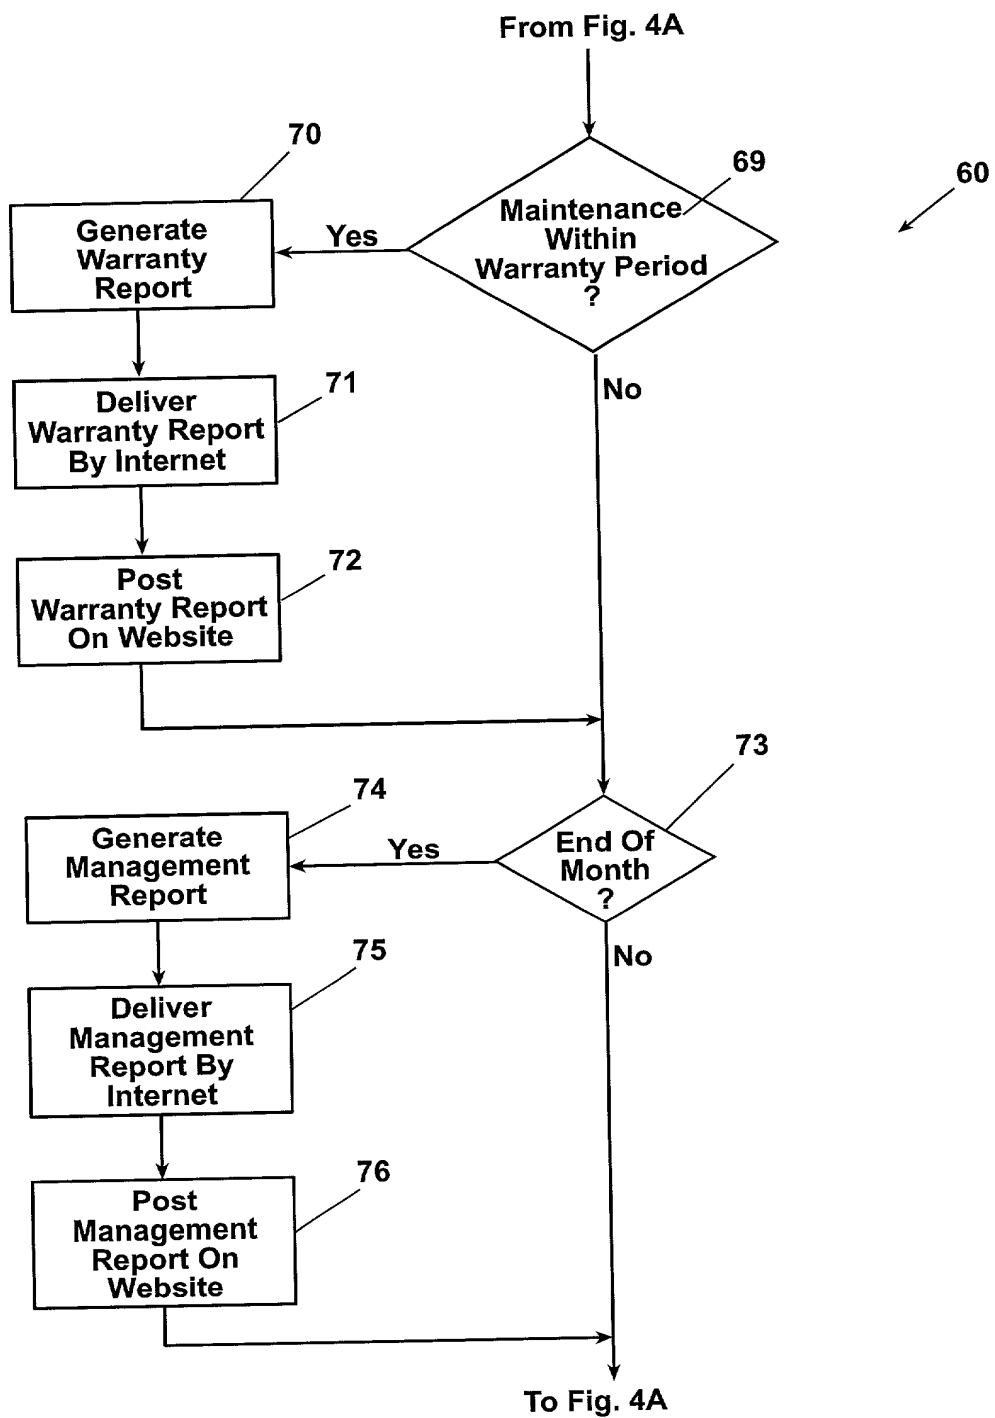 From Fig. 4A
70
69
60
Maintenance
Within
Warranty Period
?
Yes
Generate
Warranty
Report
No
71
Deliver
Warranty Report
By Internet
72
Post
Warranty Report
On Website
73
74
End Of
Month
?
Yes
Generate
Management
Report
No
75
Deliver
Management
Report By
Internet
76
Post
Management
Report On
Website
To Fig. 4A